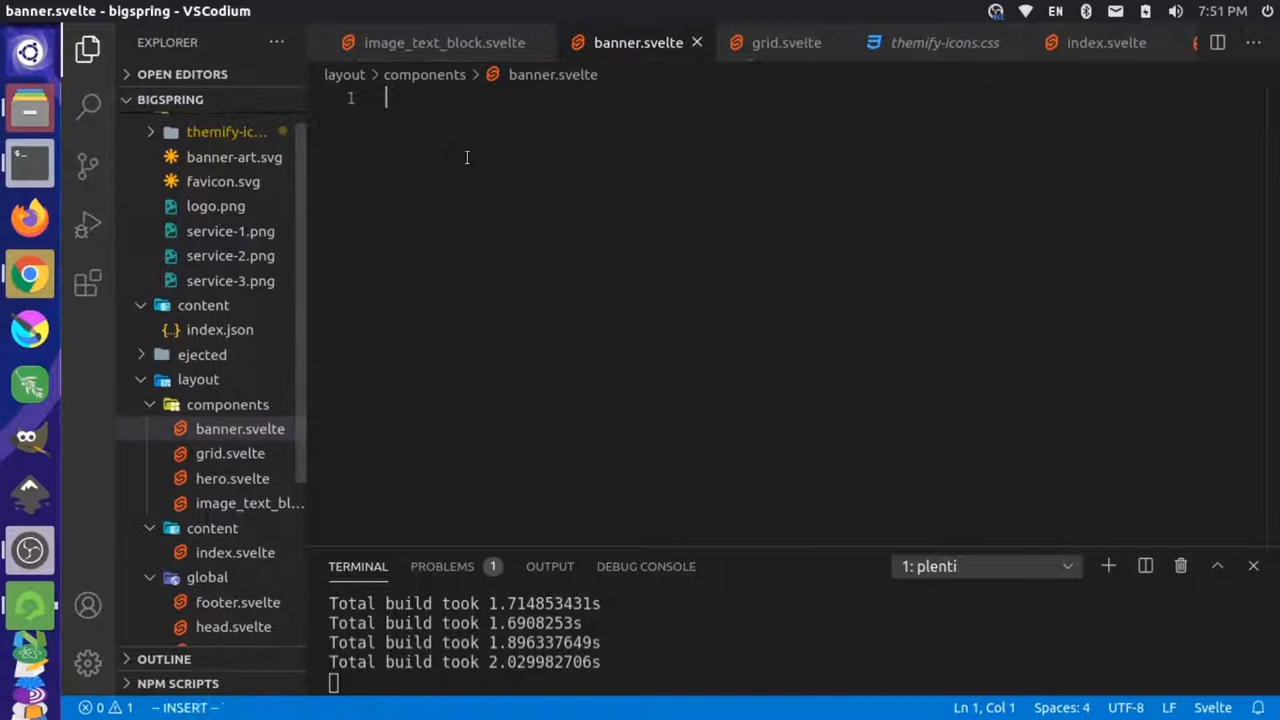 banner.svelte - bigspring - VSCodium
EN
7:51 PM
EXPLORER
image_text_block.svelte
banner.svelte
grid.svelte
themify-icons.css
index.svelte
OPEN EDITORS
layout > components > banner.svelte
BIGSPRING
1
themify-ic...
banner-art.svg
favicon.svg
logo.png
service-1.png
service-2.png
service-3.png
content
index.json
ejected
layout
components
banner.svelte
grid.svelte
hero.svelte
image_text_bl...
content
index.svelte
global
footer.svelte
head.svelte
OUTLINE
NPM SCRIPTS
TERMINAL
PROBLEMS
1
OUTPUT
DEBUG CONSOLE
1: plenti
Total build took 1.714853431s
Total build took 1.6908253s
Total build took 1.896337649s
Total build took 2.029982706s
0
1
-- INSERT --
Ln 1, Col 1
Spaces: 4
UTF-8
LF
Svelte